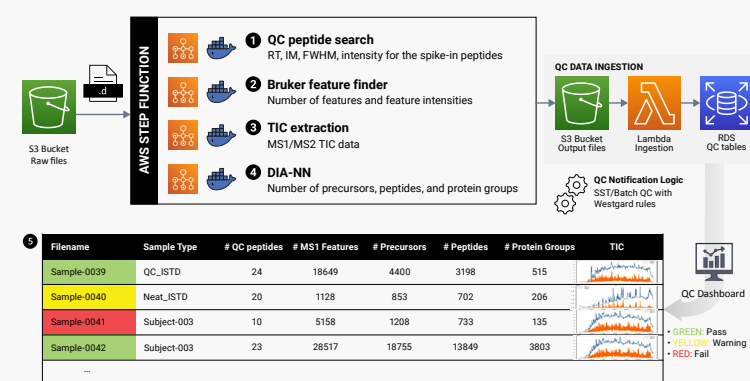 AWS STEP FUNCTION
1 QC peptide search
RT, IM, FWHM, intensity for the spike-in peptides
2 Bruker feature finder
Number of features and feature intensities
3 TIC extraction
MS1/MS2 TIC data
4 DIA-NN
Number of precursors, peptides, and protein groups
.d
S3 Bucket
Raw files
QC DATA INGESTION
S3 Bucket
Output files
Lambda
Ingestion
RDS
QC tables
QC Notification Logic
SST/Batch QC with
Westgard rules
5
Filename Sample Type # QC peptides # MS1 Features # Precursors # Peptides # Protein Groups TIC
Sample-0039 QC_ISTD 24 18649 4400 3198 515
Sample-0040 Neat_ISTD 20 1128 853 702 206
Sample-0041 Subject-003 10 5158 1208 733 135
Sample-0042 Subject-003 23 28517 18755 13849 3803
...
QC Dashboard
• GREEN: Pass
• YELLOW: Warning
• RED: Fail